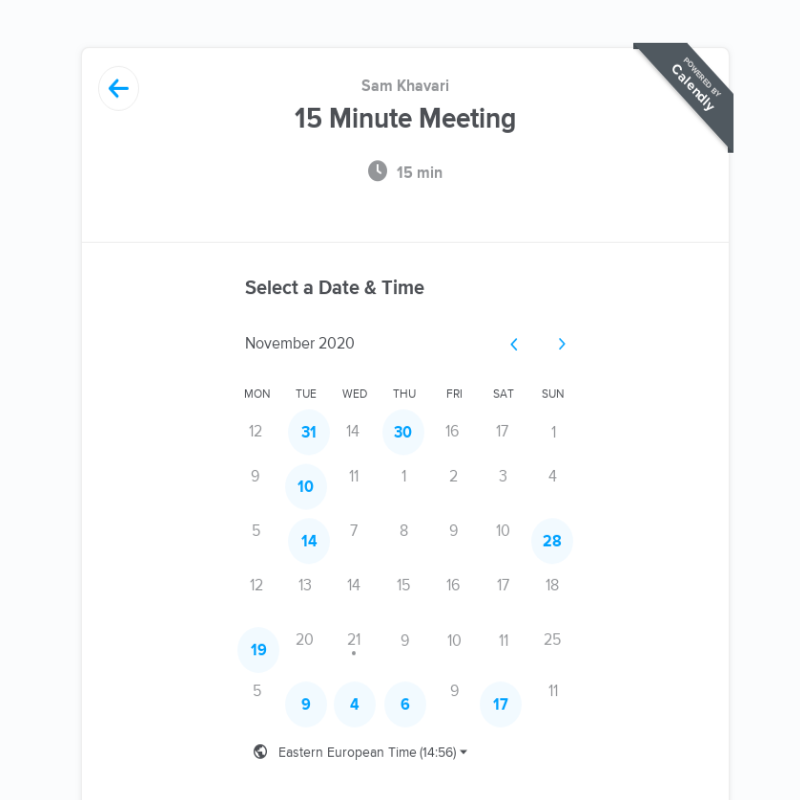 POWERED BY
Calendly
Sam Khavari
15 Minute Meeting
15 min
Select a Date & Time
November 2020
MON TUE WED THU FRI SAT SUN
12 31 14 30 16 17 1
9 10 11 1 2 3 4
5 14 7 8 9 10 28
12 13 14 15 16 17 18
19 20 21 9 10 11 25
5 9 4 6 9 17 11
Eastern European Time (14:56)